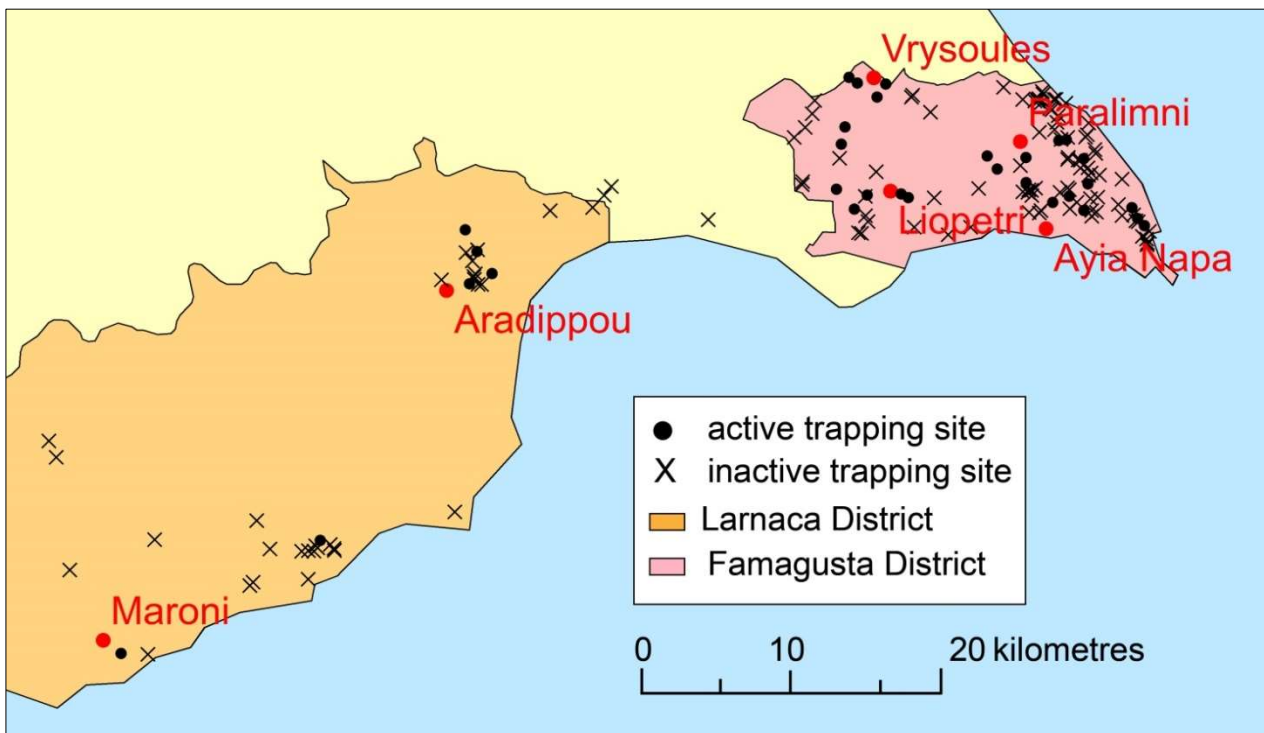 Vrysoules
Paralimni
Liopetri
Ayia Napa
Aradippou
Maroni
active trapping site
inactive trapping site
Larnaca District
Famagusta District
0 10 20 kilometres